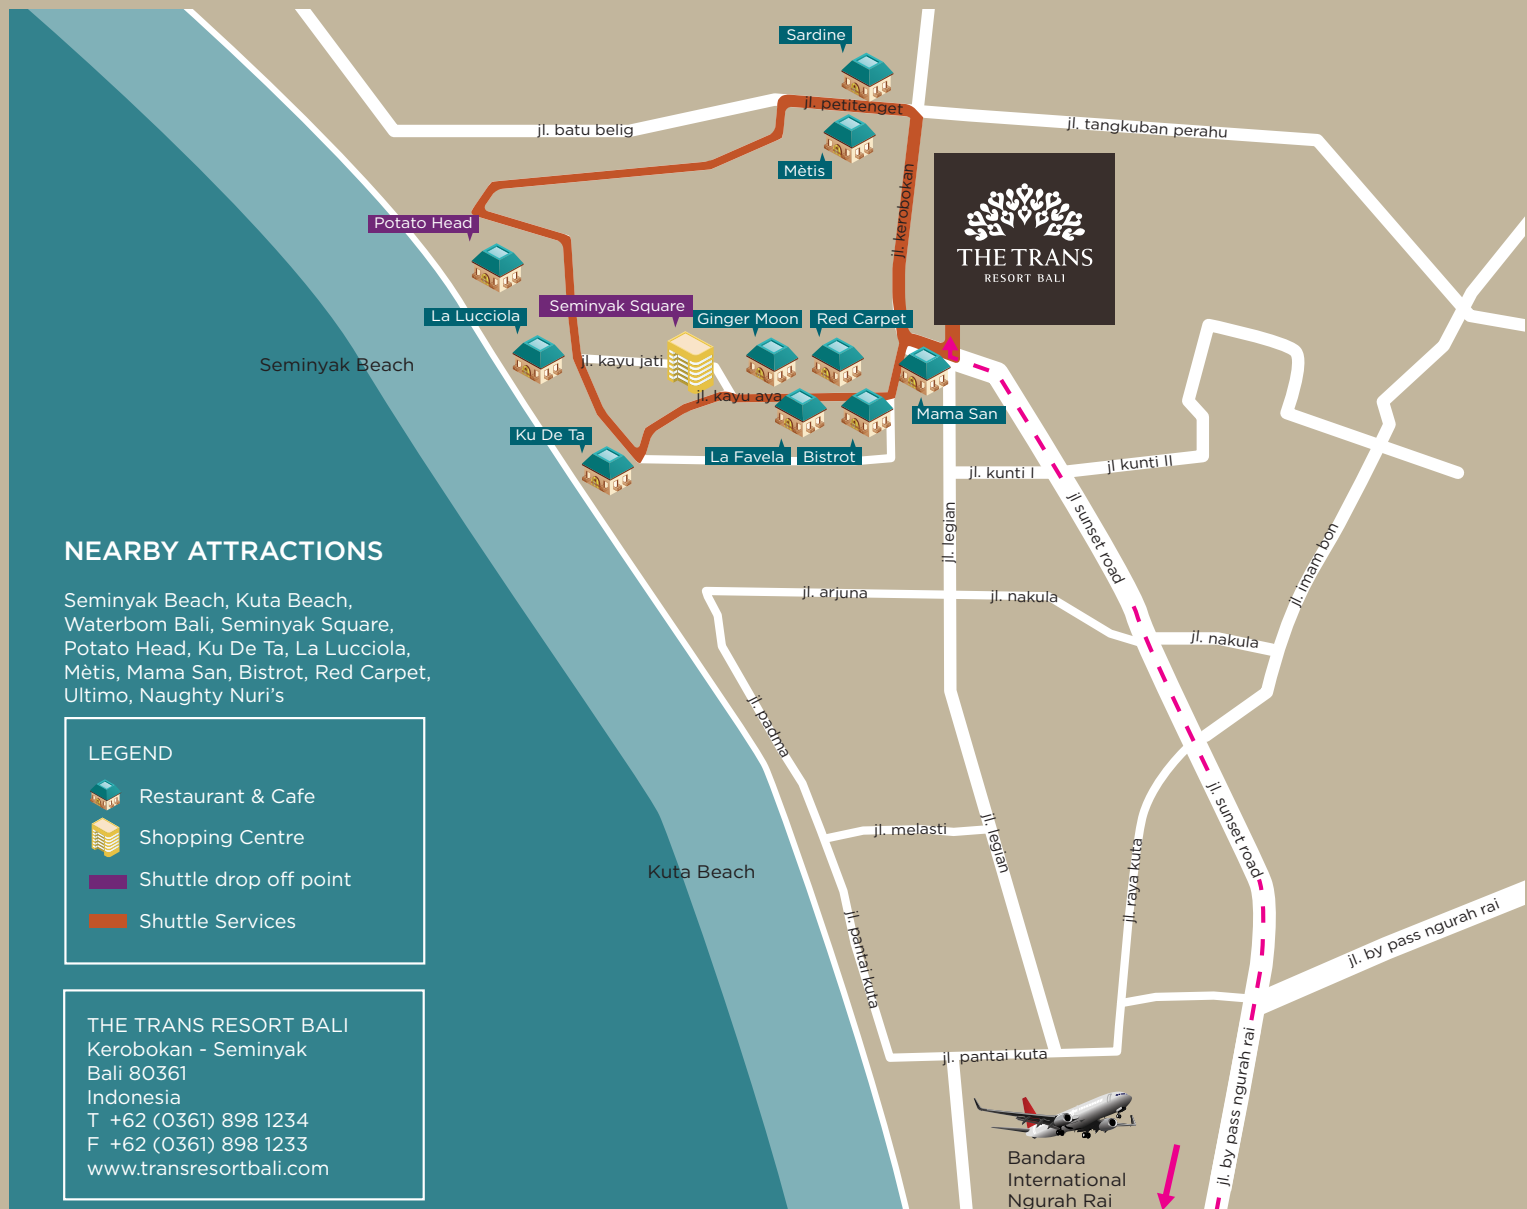 Sardine
jl. petitenget
jl. batu belig
jl. tangkuban perahu
Mètis
jl. kerobokan
Potato Head
THE TRANS
RESORT BALI
Seminyak Square
La Lucciola
Ginger Moon
Red Carpet
Seminyak Beach
jl. kayu jati
jl. kayu aya
Mama San
Ku De Ta
La Favela
Bistrot
jl. kunti I
jl kunti II
jl sunset road
jl. legian
jl. imam bon
NEARBY ATTRACTIONS
Seminyak Beach, Kuta Beach,
Waterbom Bali, Seminyak Square,
Potato Head, Ku De Ta, La Lucciola,
Mètis, Mama San, Bistrot, Red Carpet,
Ultimo, Naughty Nuri’s
jl. arjuna
jl. nakula
jl. nakula
jl. padma
LEGEND
Restaurant & Cafe
Shopping Centre
Shuttle drop off point
Shuttle Services
jl. sunset road
jl. melasti
jl. legian
jl. raya kuta
Kuta Beach
jl. pantai kuta
jl. by pass ngurah rai
THE TRANS RESORT BALI
Kerobokan - Seminyak
Bali 80361
Indonesia
T +62 (0361) 898 1234
F +62 (0361) 898 1233
www.transresortbali.com
jl. pantai kuta
jl. by pass ngurah rai
Bandara
International
Ngurah Rai